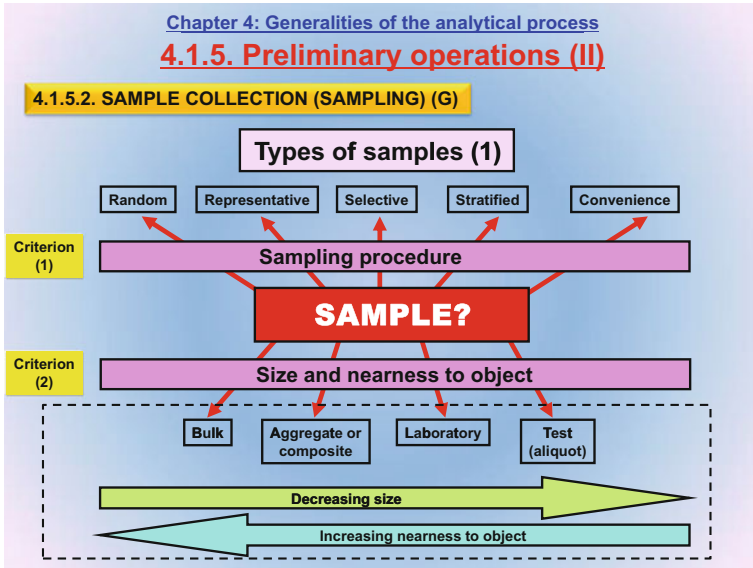 Chapter 4: Generalities of the analytical process
4.1.5. Preliminary operations (II)
4.1.5.2. SAMPLE COLLECTION (SAMPLING) (G)
Types of samples (1)
Random
Representative
Selective
Stratified
Convenience
Criterion
(1)
Sampling procedure
SAMPLE?
Criterion
(2)
Size and nearness to object
Bulk
Aggregate or
composite
Laboratory
Test
(aliquot)
Decreasing size
Increasing nearness to object